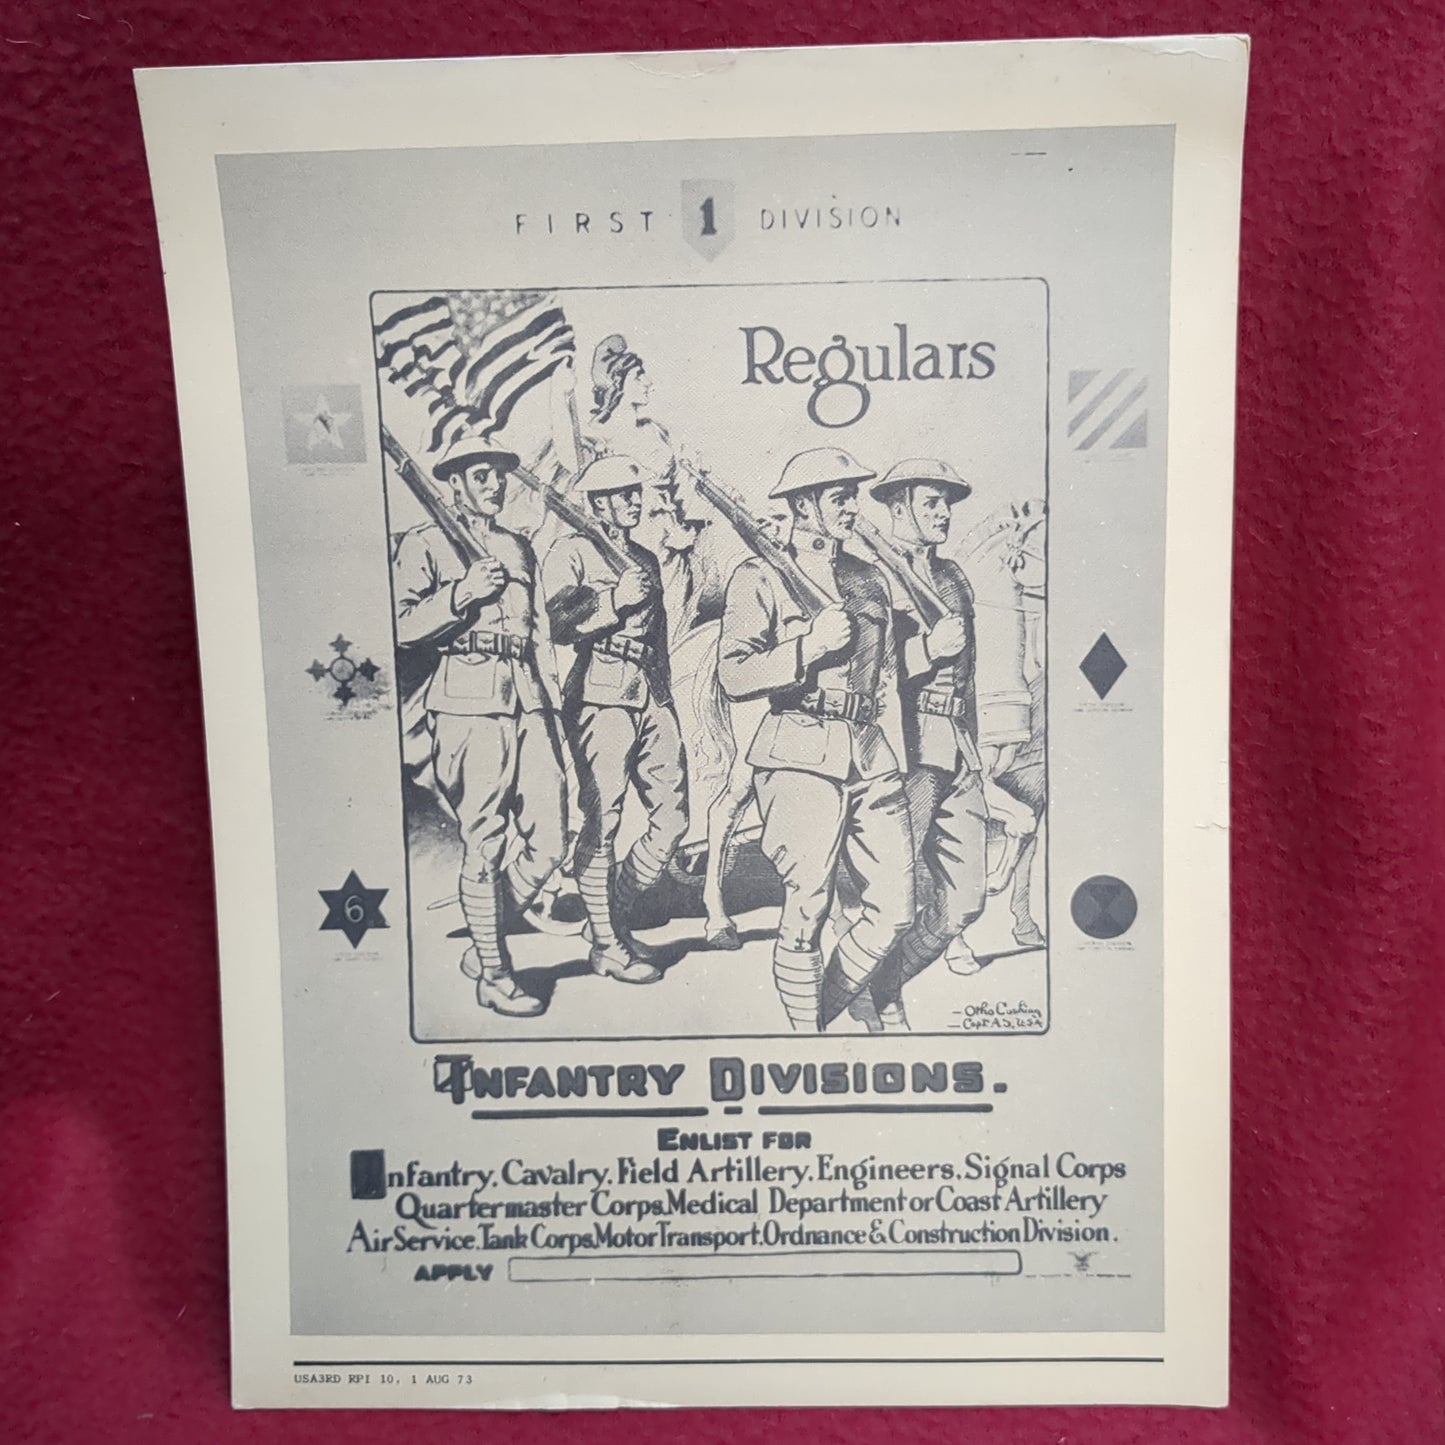 FIRST 1 DIVISION
Regulars
6
- Otho Cushing
- Capt. A.S., U.S.A
INFANTRY DIVISIONS.
ENLIST FOR
Infantry, Cavalry, Field Artillery, Engineers, Signal Corps
Quartermaster Corps, Medical Department or Coast Artillery
Air Service, Tank Corps, Motor Transport, Ordnance & Construction Division.
APPLY
USA3RD RPI 10, 1 AUG 73